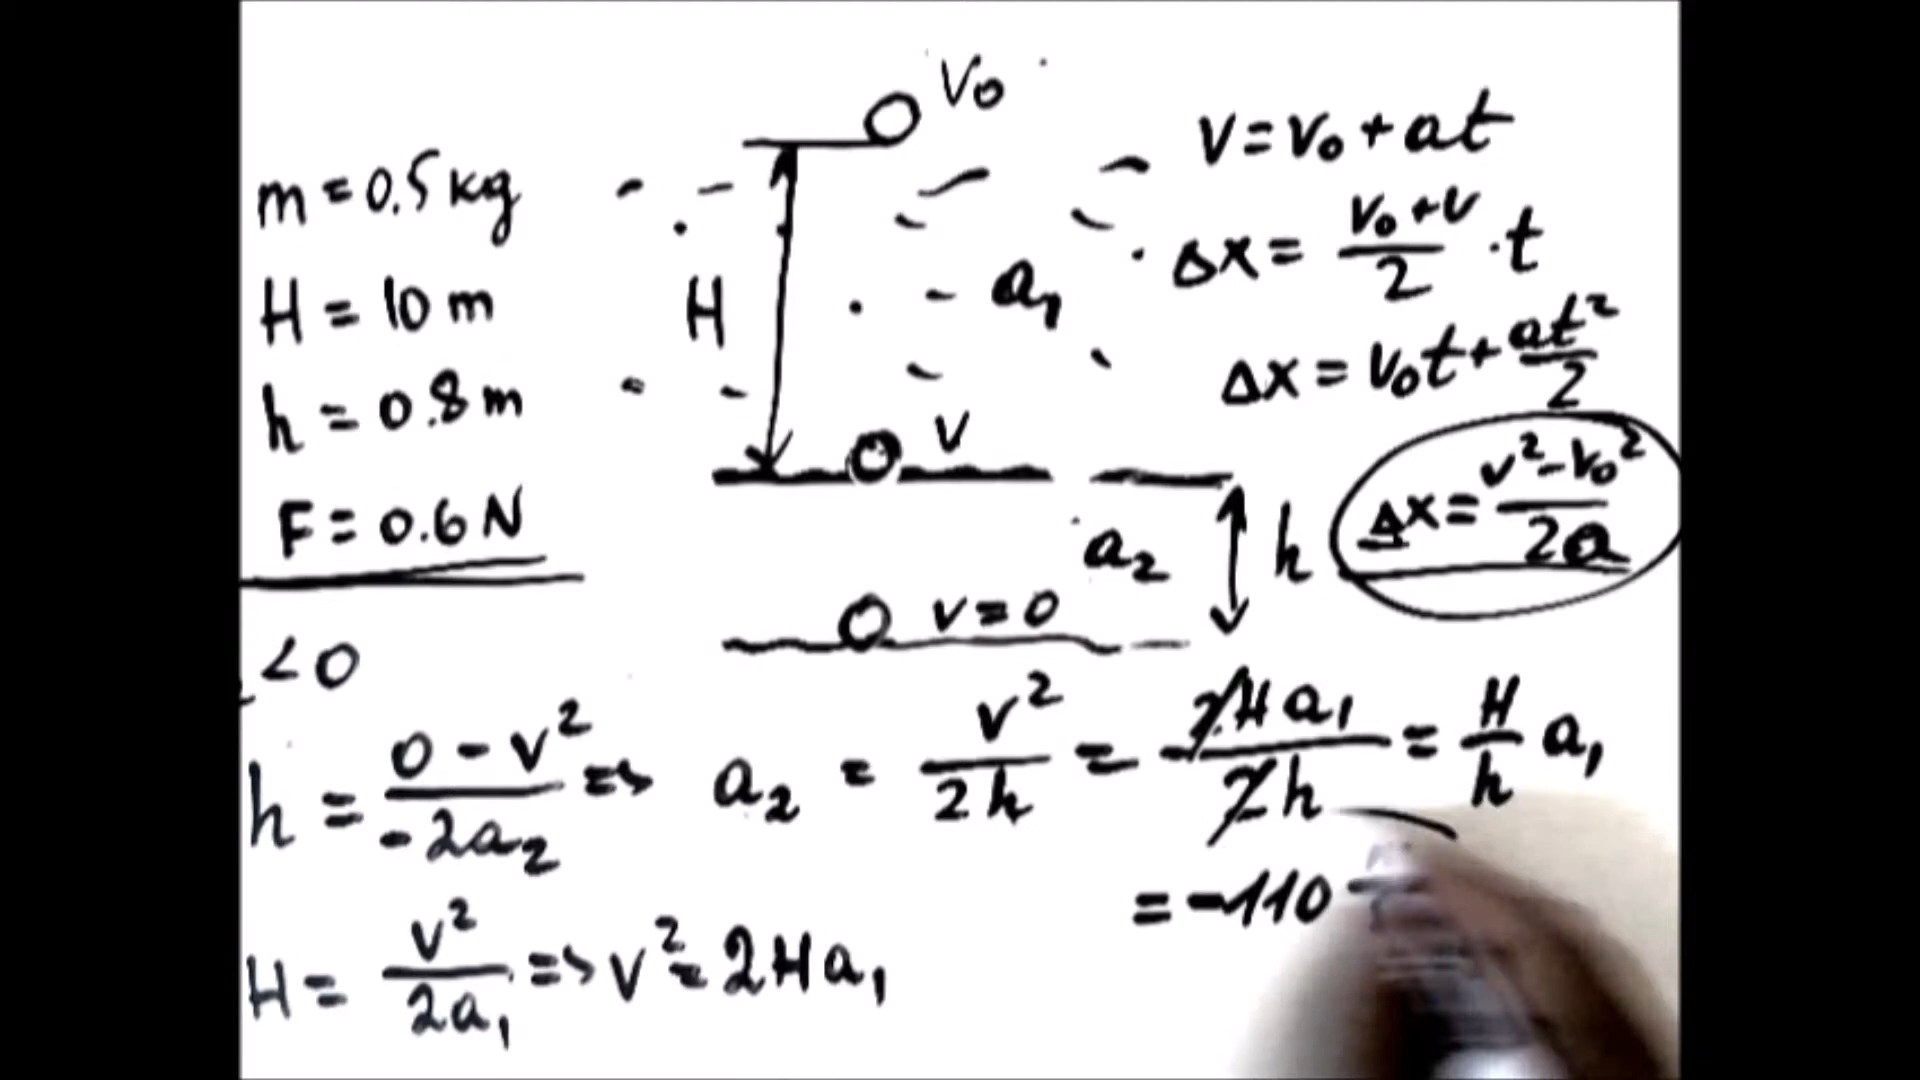 V₀
V = V₀ + at
m = 0.5 kg
Δx = (V₀ + V)/2 · t
H = 10 m
H
a₁
Δx = V₀t + at²/2
h = 0.8 m
V
Δx = (V² - V₀²)/2a
F = 0.6 N
a₂
h
V = 0
< 0
h = (0 - V²)/(-2a₂) => a₂ = V²/2h = -2Ha₁/2h = H/h a₁
= -110
H = V²/2a₁ => V² = 2Ha₁